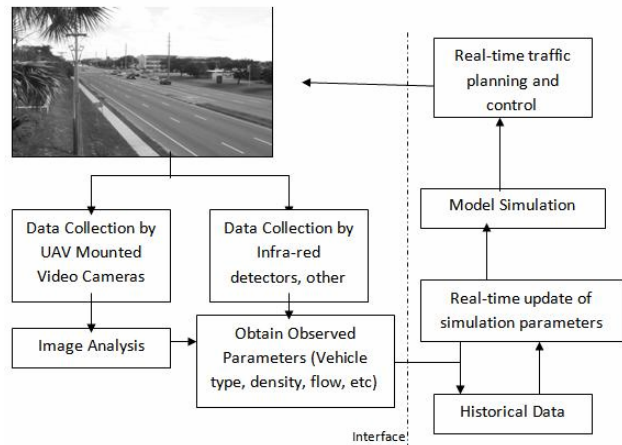 Real-time traffic
planning and
control
Data Collection by
UAV Mounted
Video Cameras
Data Collection by
Infra-red
detectors, other
Model Simulation
Real-time update of
simulation parameters
Image Analysis
Obtain Observed
Parameters (Vehicle
type, density, flow, etc)
Historical Data
Interface